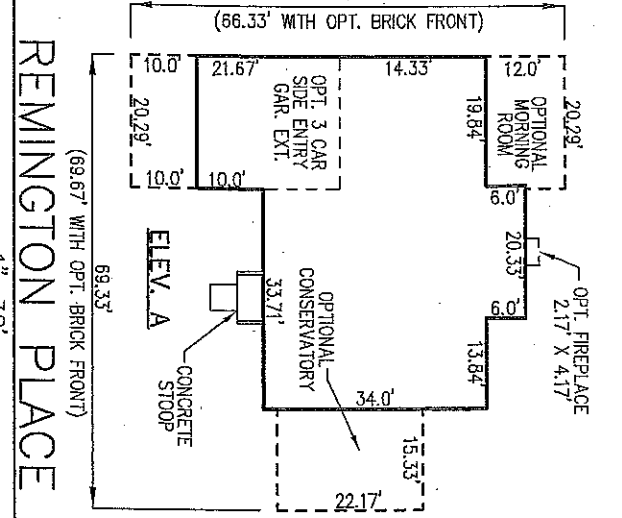 (66.33' WITH OPT. BRICK FRONT)
10.0'
21.67'
14.33'
12.0'
20.29'
OPT. 3 CAR
SIDE ENTRY
GAR. EXT.
19.84'
OPTIONAL
MORNING
ROOM
20.29'
10.0'
10.0'
6.0'
20.33'
6.0'
OPT. FIREPLACE
2.17' X 4.17'
ELEV. A
33.71'
CONCRETE
STOOP
OPTIONAL
CONSERVATORY
13.84'
34.0'
15.33'
22.17'
69.33'
(69.67' WITH OPT. BRICK FRONT)
REMINGTON PLACE